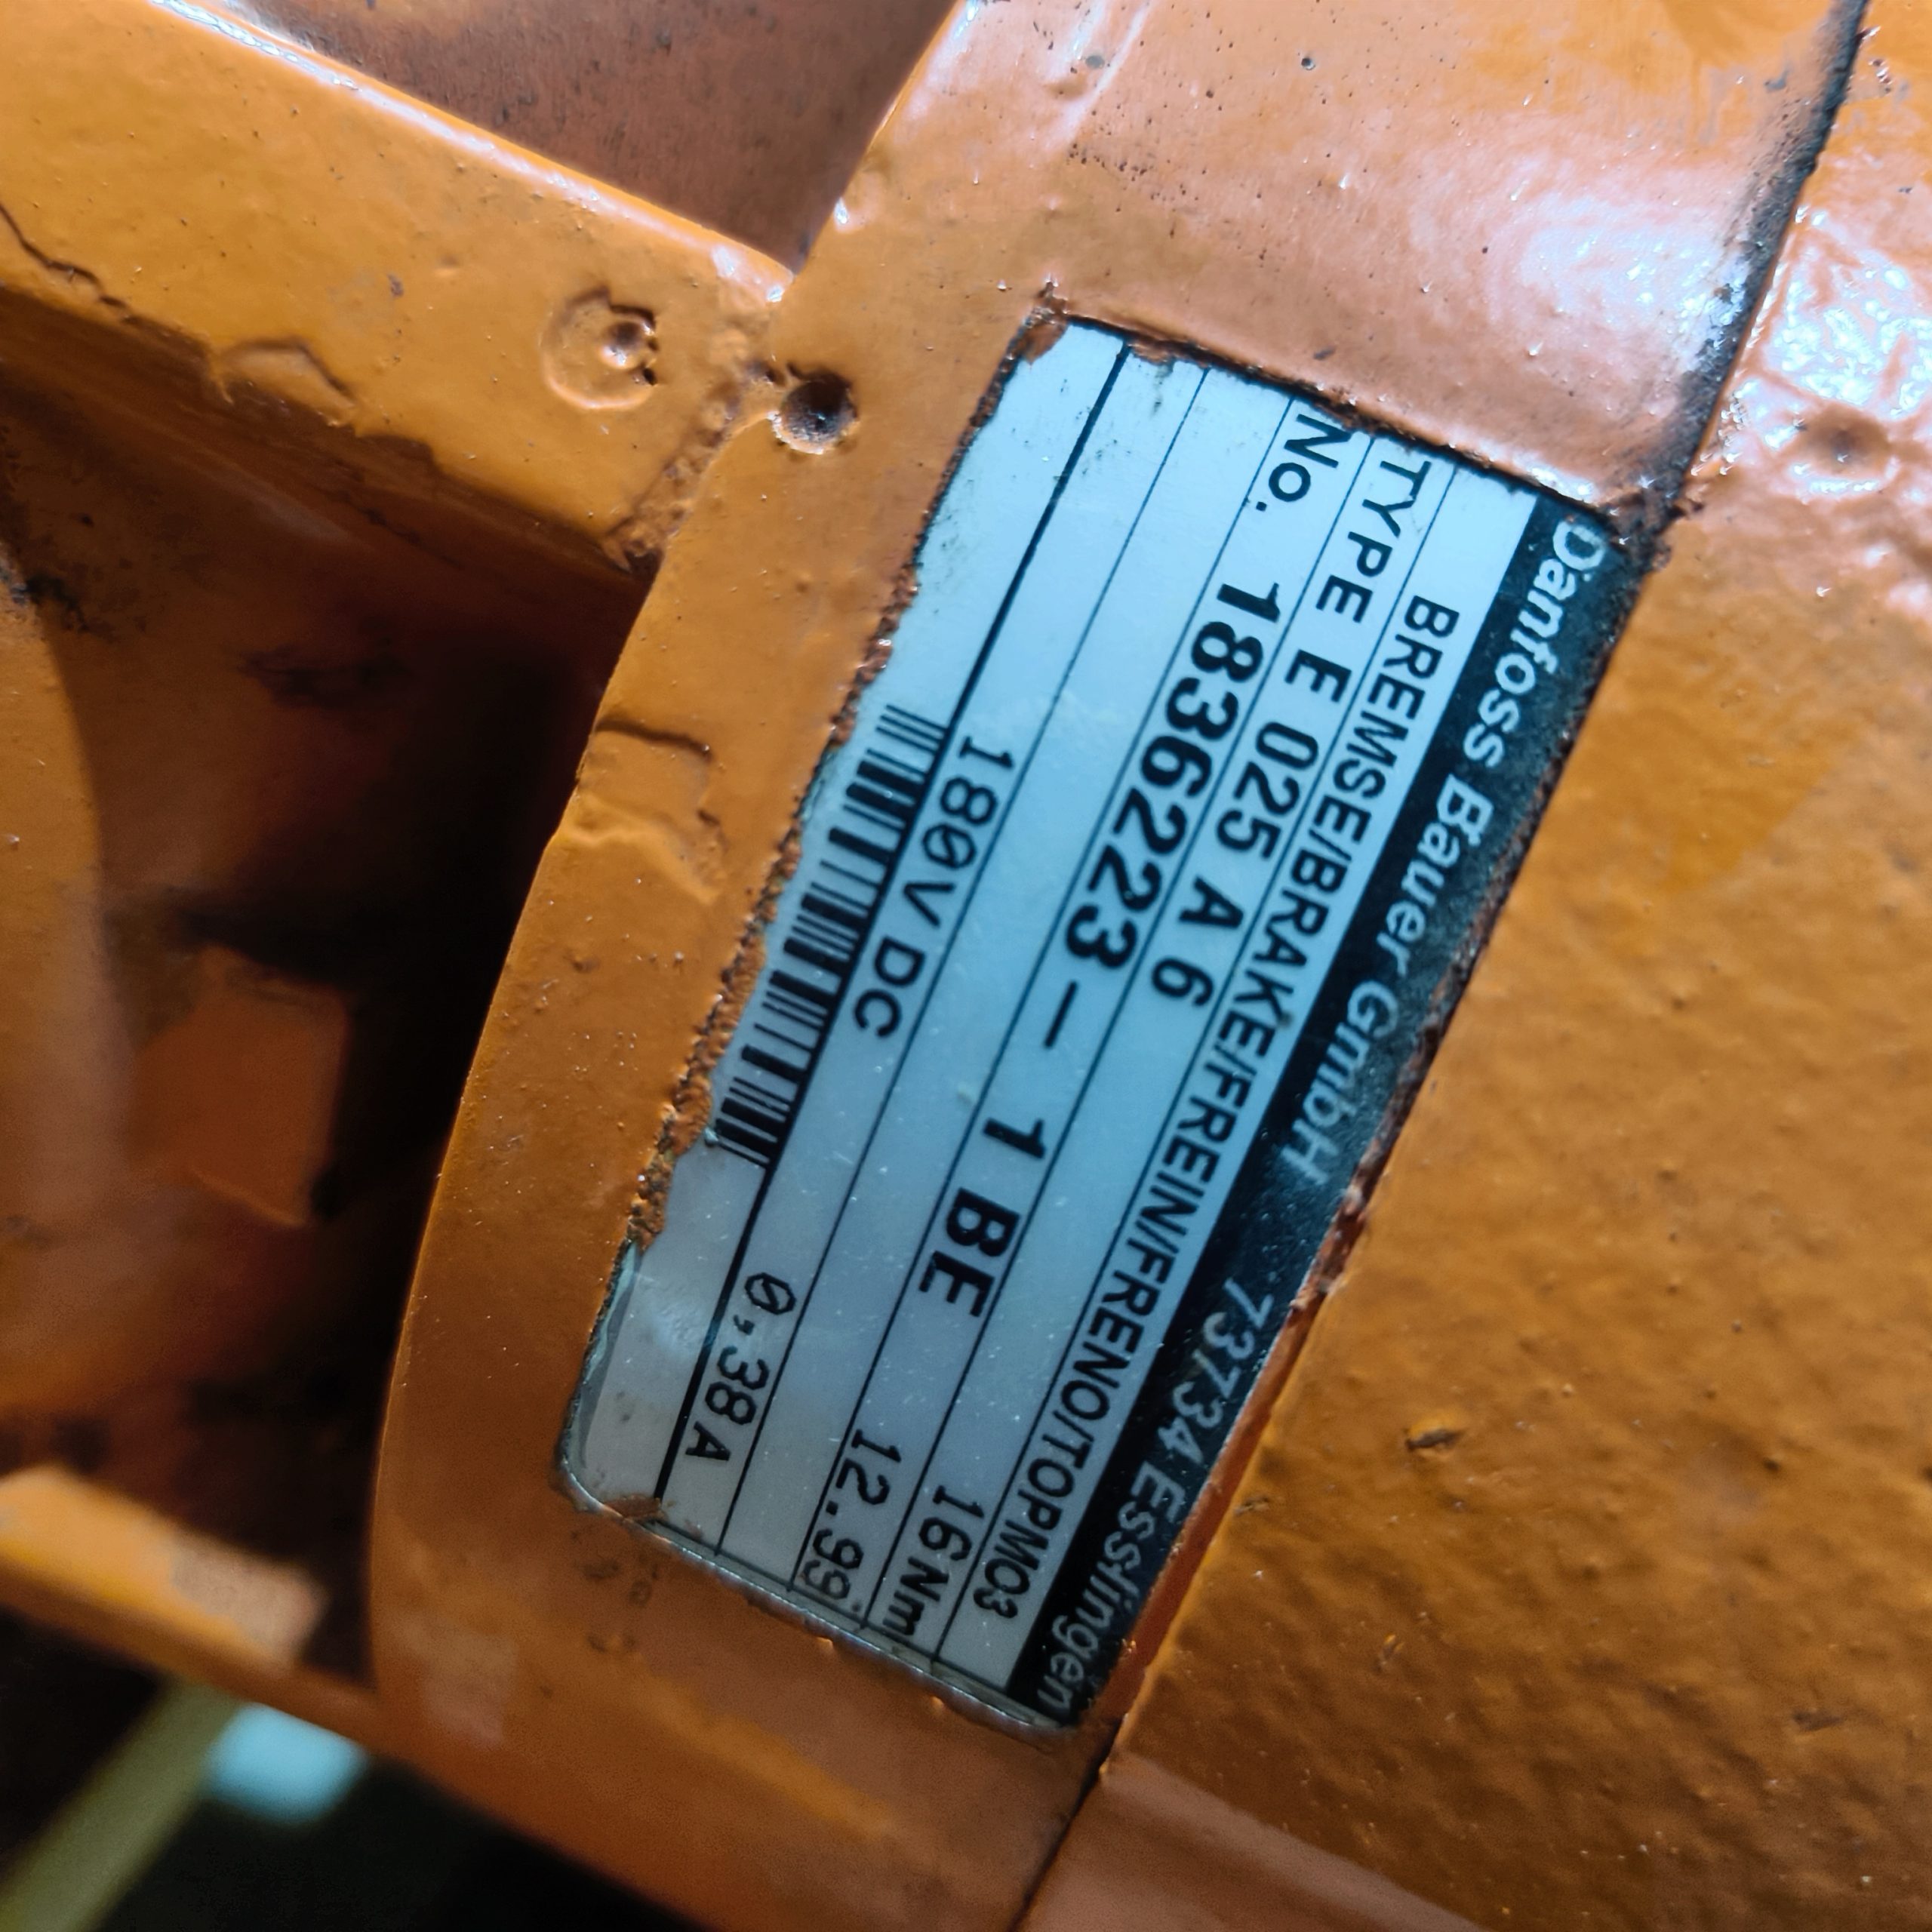 Danfoss Bauer GmbH 73734 Esslingen
BREMSE/BRAKE/FREIN/FRENO/ТОРМОЗ
TYPE E 025 A 6 16Nm
No. 1836223 – 1 BE 12.99
180V DC 0,38A